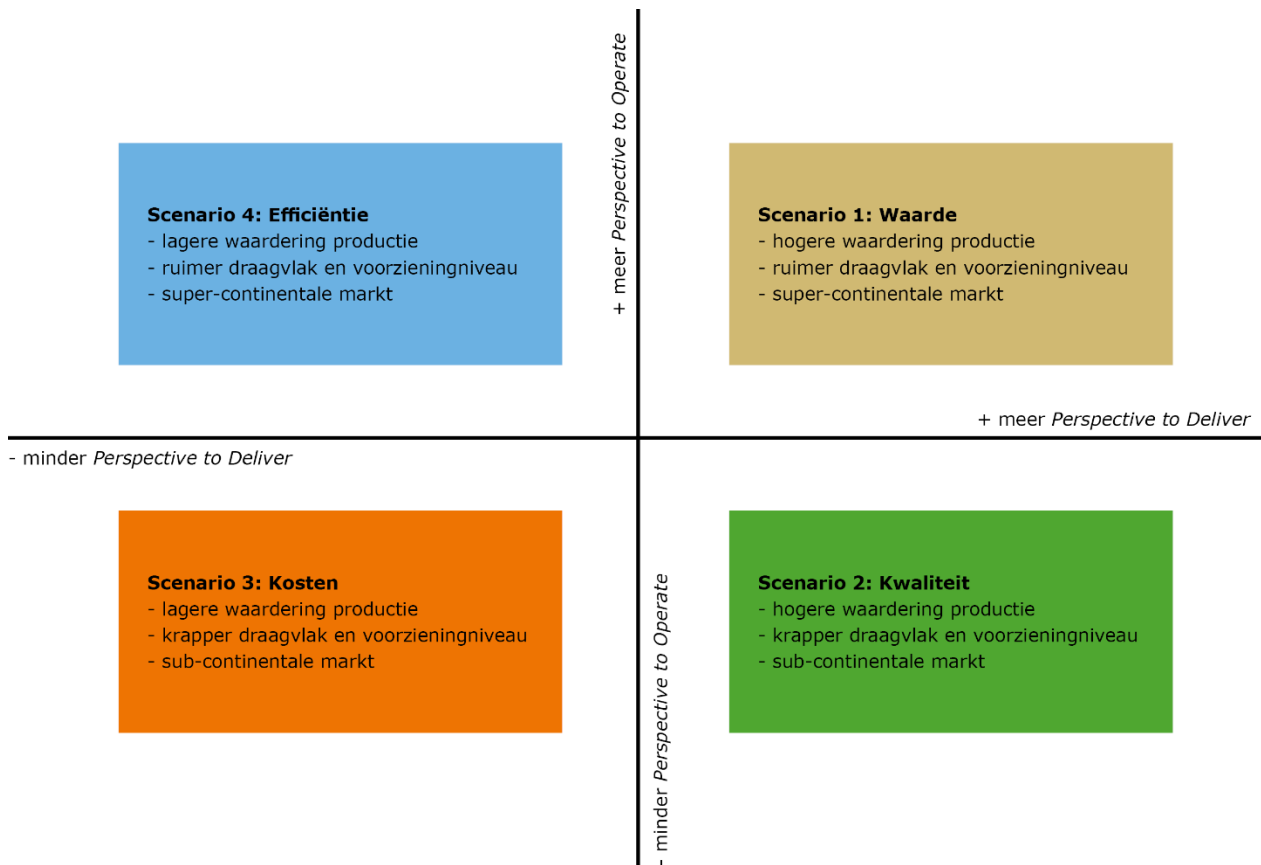 + meer Perspective to Operate
Scenario 4: Efficiëntie
- lagere waardering productie
- ruimer draagvlak en voorzieningniveau
- super-continentale markt
Scenario 1: Waarde
- hogere waardering productie
- ruimer draagvlak en voorzieningniveau
- super-continentale markt
+ meer Perspective to Deliver
- minder Perspective to Deliver
Scenario 3: Kosten
- lagere waardering productie
- krapper draagvlak en voorzieningniveau
- sub-continentale markt
- minder Perspective to Operate
Scenario 2: Kwaliteit
- hogere waardering productie
- krapper draagvlak en voorzieningniveau
- sub-continentale markt